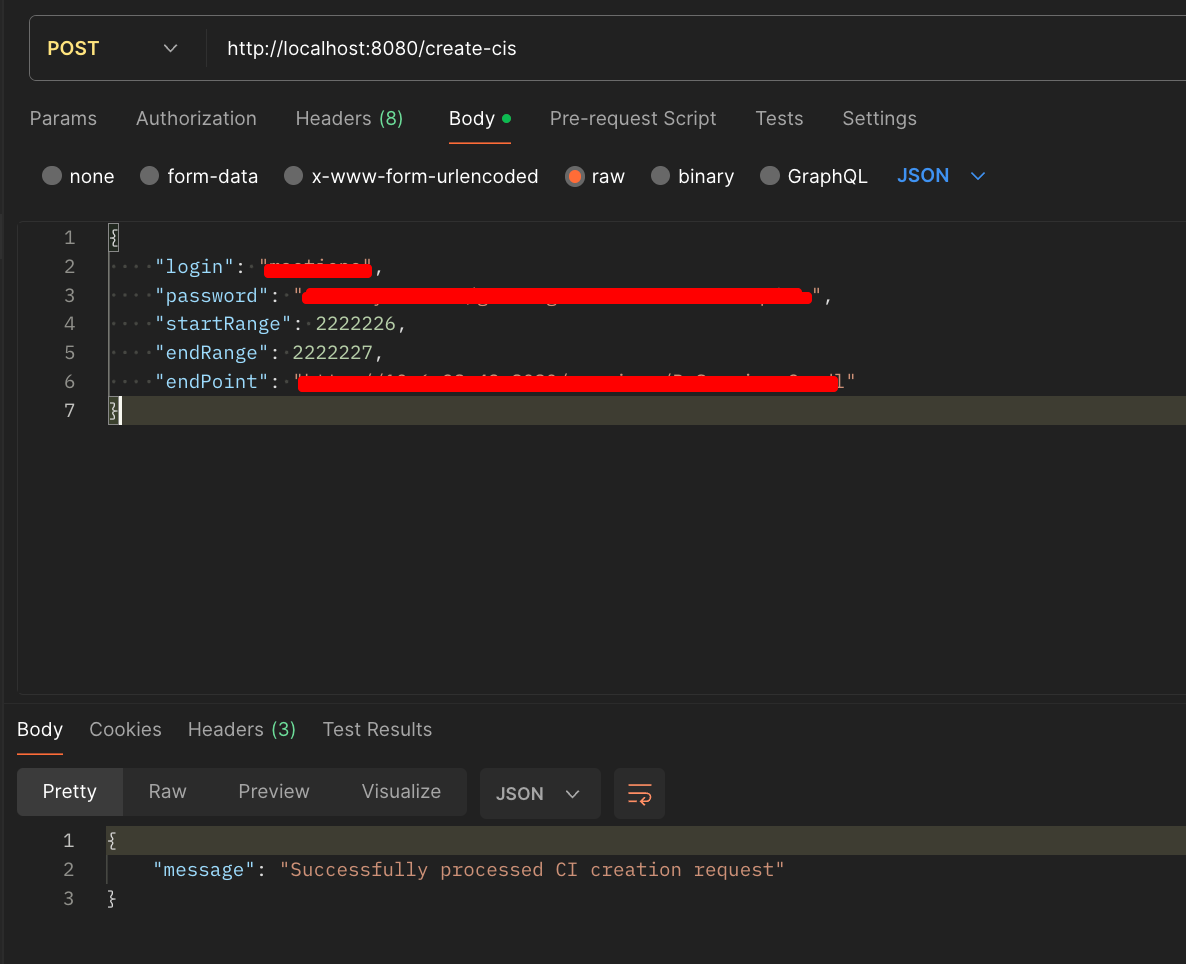 POST http://localhost:8080/create-cis
Params Authorization Headers (8) Body Pre-request Script Tests Settings
none form-data x-www-form-urlencoded raw binary GraphQL JSON
1 {
2 "login": "",
3 "password": "",
4 "startRange": 2222226,
5 "endRange": 2222227,
6 "endPoint": ""
7 }
Body Cookies Headers (3) Test Results
Pretty Raw Preview Visualize JSON
1 {
2 "message": "Successfully processed CI creation request"
3 }